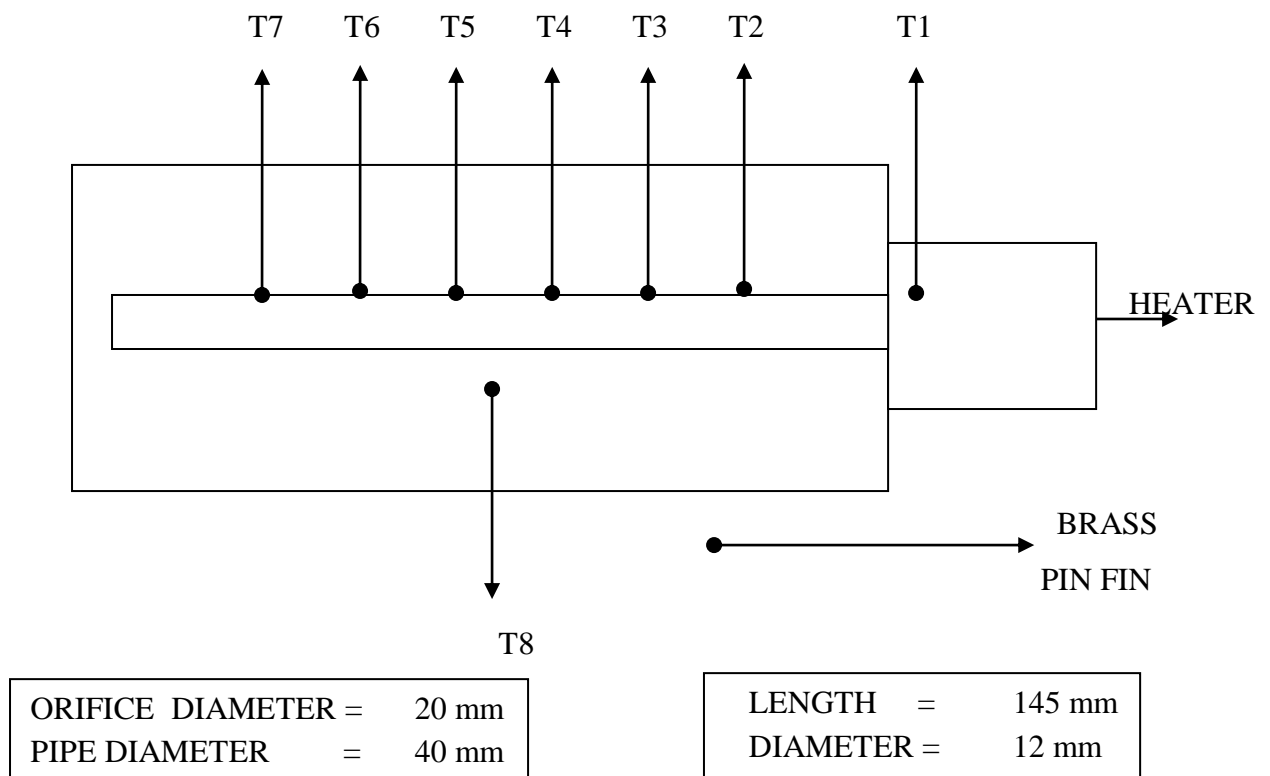 T7 T6 T5 T4 T3 T2 T1
HEATER
BRASS
PIN FIN
T8
ORIFICE DIAMETER = 20 mm
PIPE DIAMETER = 40 mm
LENGTH = 145 mm
DIAMETER = 12 mm